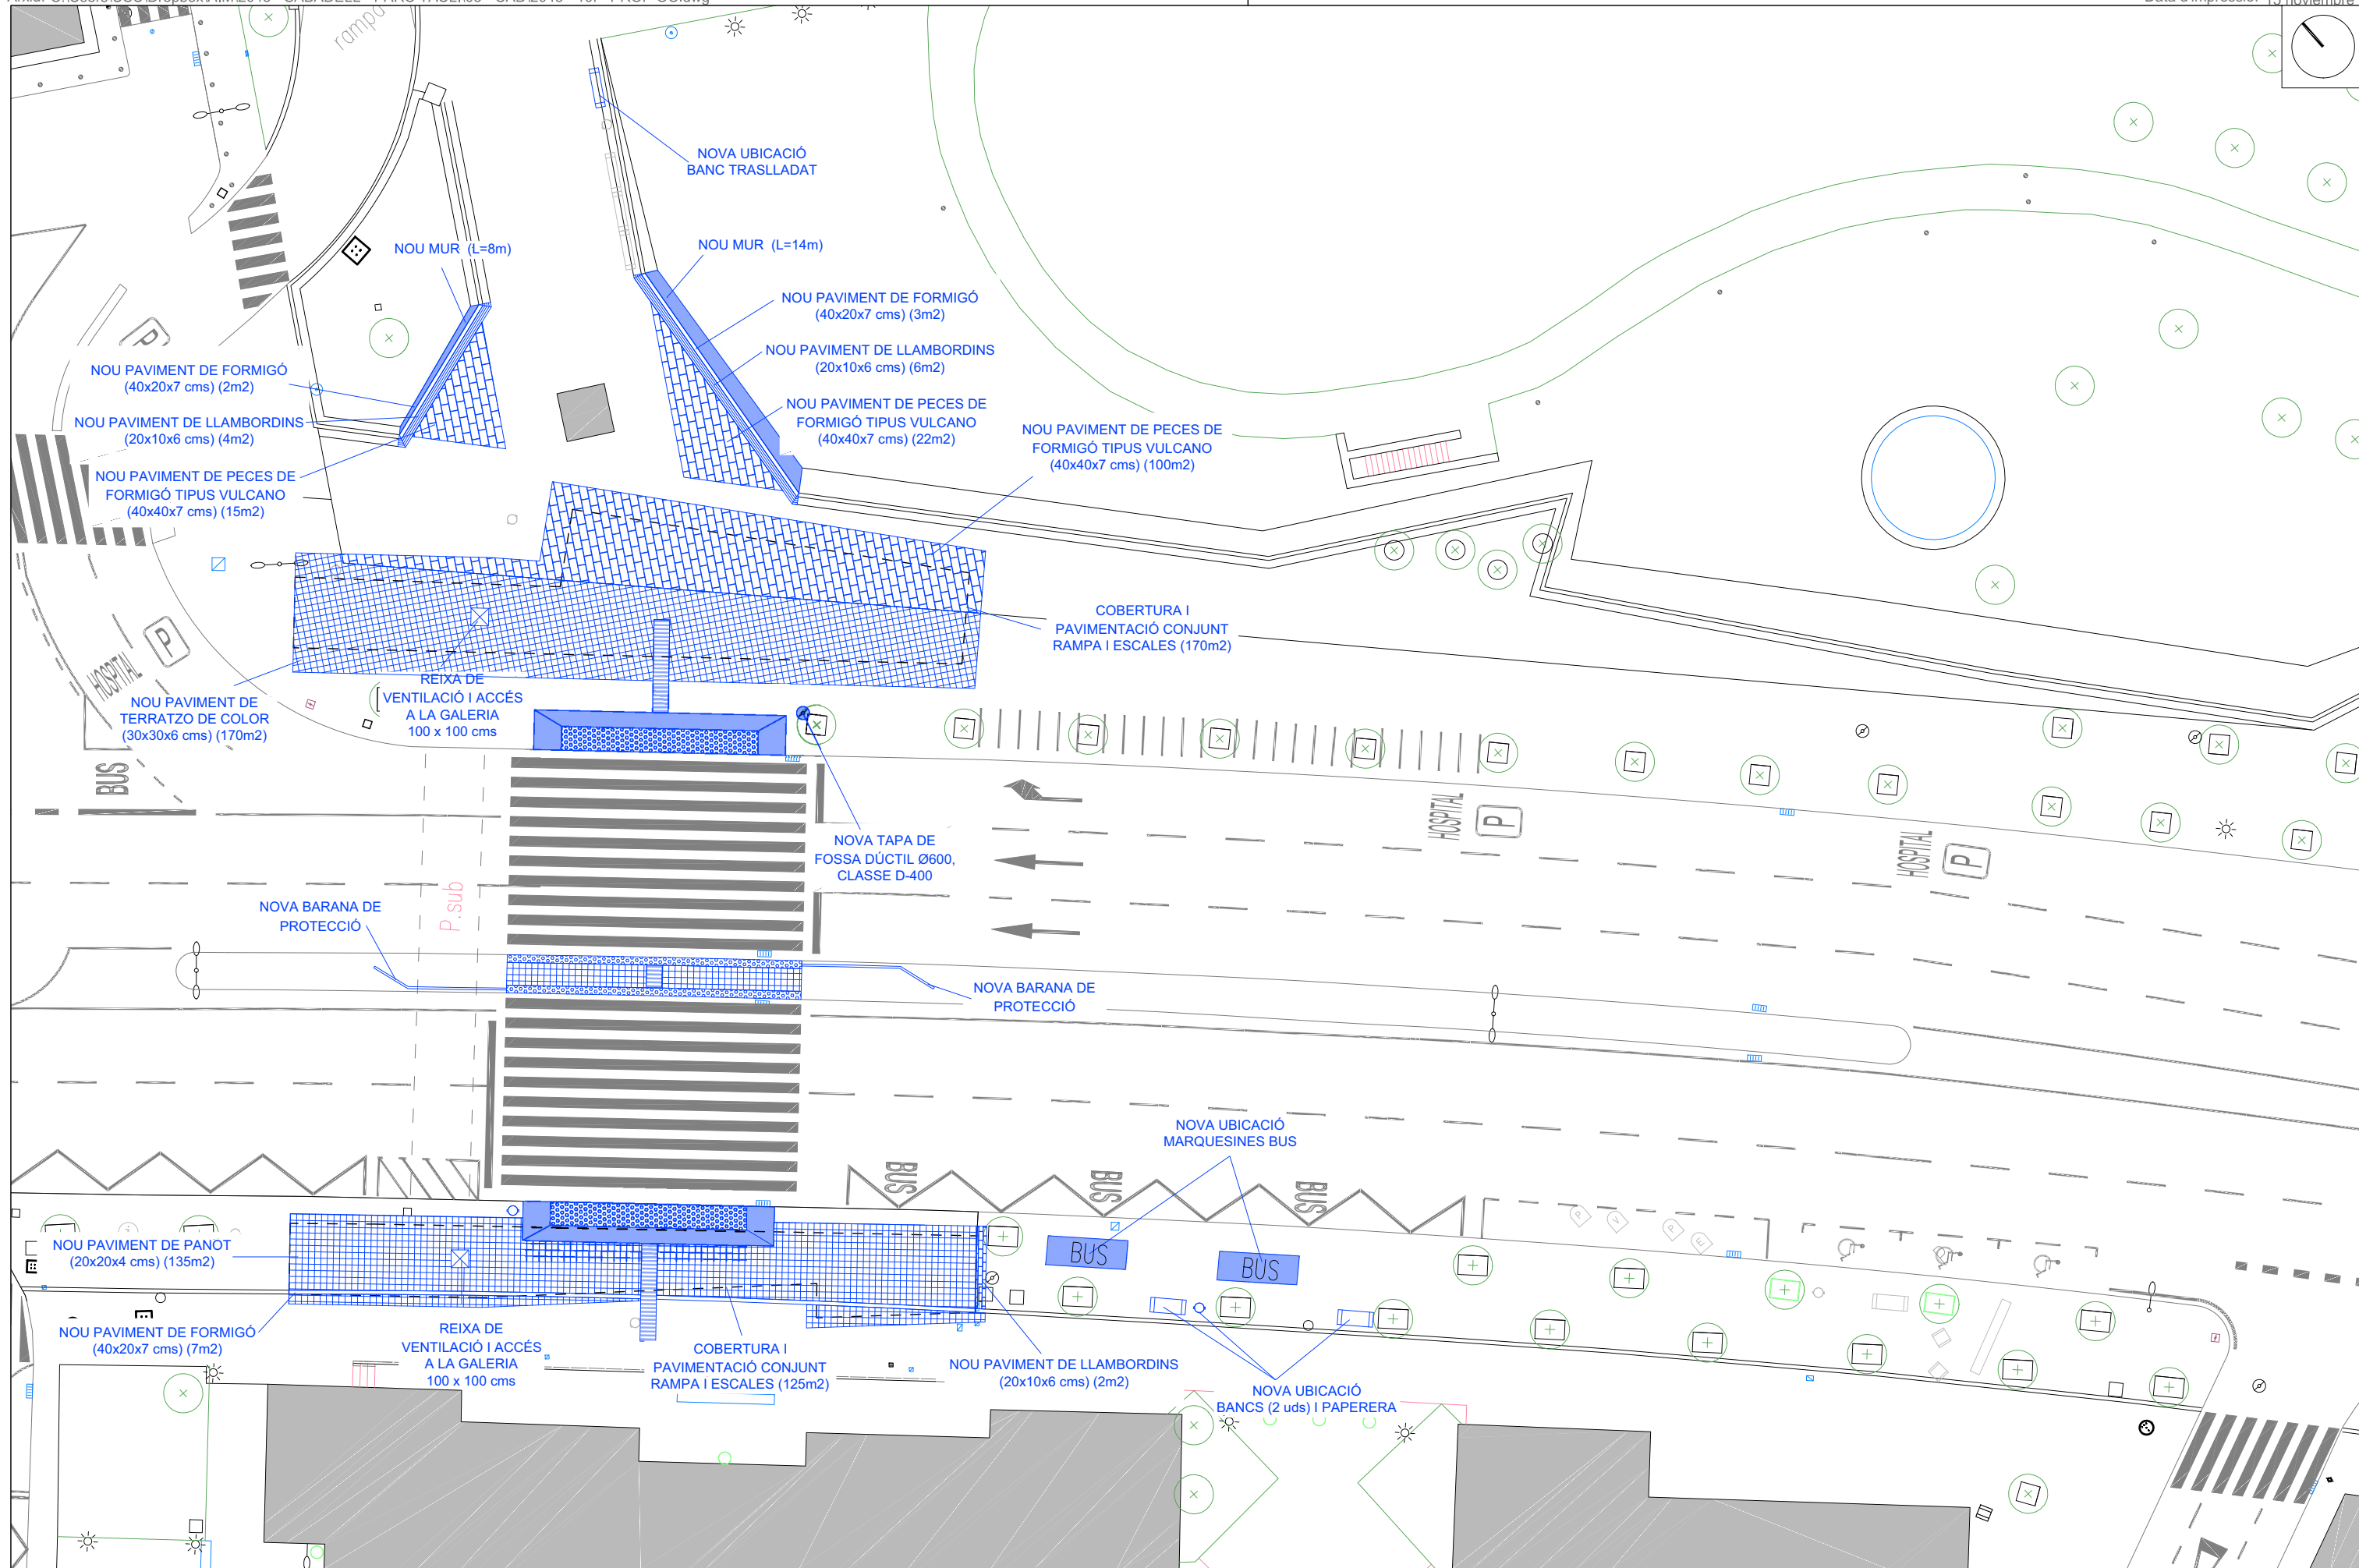 rampa
NOVA UBICACIÓ
BANC TRASLLADAT
NOU MUR (L=8m)
NOU MUR (L=14m)
NOU PAVIMENT DE FORMIGÓ
(40x20x7 cms) (3m2)
NOU PAVIMENT DE LLAMBORDINS
(20x10x6 cms) (6m2)
NOU PAVIMENT DE PECES DE
FORMIGÓ TIPUS VULCANO
(40x40x7 cms) (22m2)
NOU PAVIMENT DE PECES DE
FORMIGÓ TIPUS VULCANO
(40x40x7 cms) (100m2)
P
NOU PAVIMENT DE FORMIGÓ
(40x20x7 cms) (2m2)
NOU PAVIMENT DE LLAMBORDINS
(20x10x6 cms) (4m2)
NOU PAVIMENT DE PECES DE
FORMIGÓ TIPUS VULCANO
(40x40x7 cms) (15m2)
COBERTURA I
PAVIMENTACIÓ CONJUNT
RAMPA I ESCALES (170m2)
P
HOSPITAL
NOU PAVIMENT DE
TERRATZO DE COLOR
(30x30x6 cms) (170m2)
REIXA DE
VENTILACIÓ I ACCÉS
A LA GALERIA
100 x 100 cms
BUS
HOSPITAL
P
HOSPITAL
P
NOVA TAPA DE
FOSSA DÚCTIL Ø600,
CLASSE D-400
P.sub
NOVA BARANA DE
PROTECCIÓ
NOVA BARANA DE
PROTECCIÓ
NOVA UBICACIÓ
MARQUESINES BUS
BUS
BUS
BUS
P
V
P
E
NOU PAVIMENT DE PANOT
(20x20x4 cms) (135m2)
BUS
BUS
NOU PAVIMENT DE FORMIGÓ
(40x20x7 cms) (7m2)
REIXA DE
VENTILACIÓ I ACCÉS
A LA GALERIA
100 x 100 cms
COBERTURA I
PAVIMENTACIÓ CONJUNT
RAMPA I ESCALES (125m2)
NOU PAVIMENT DE LLAMBORDINS
(20x10x6 cms) (2m2)
NOVA UBICACIÓ
BANCS (2 uds) I PAPERERA